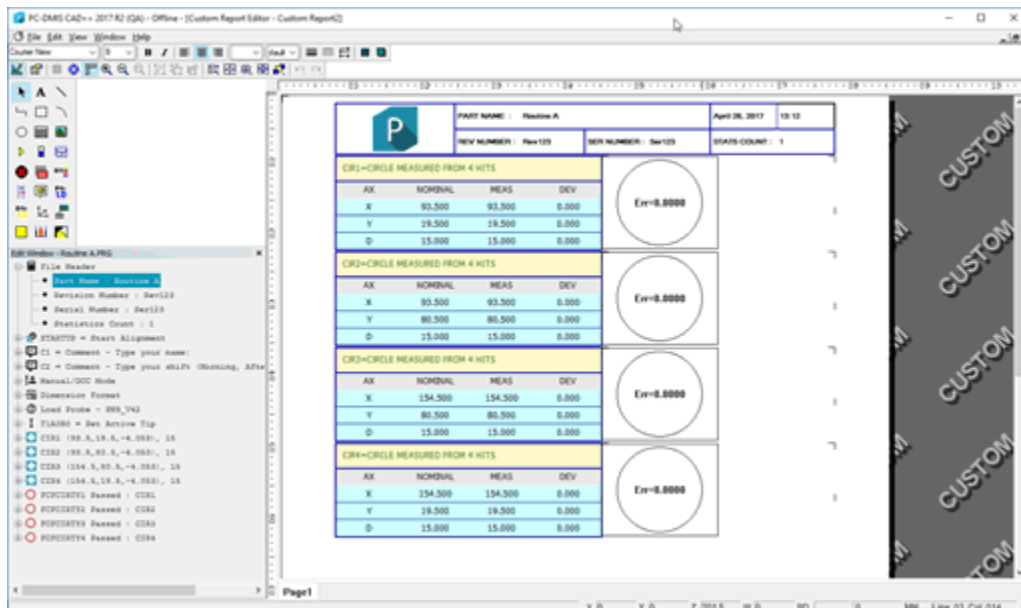 PC-DMIS CAD++ 2017 R2 (QA) - Offline - [Custom Report Editor - Custom Report2]
File Edit View Window Help
Courier New
PART NAME : Routine A
April 26, 2017
REV NUMBER : Rev123
SER NUMBER : Ser123
STATS COUNT : 1
P
CIR1=CIRCLE MEASURED FROM 4 HITS
AX NOMINAL MEAS DEV
X 93.500 93.500 0.000
Y 19.500 19.500 0.000
D 15.000 15.000 0.000
Err=0.0000
CIR2=CIRCLE MEASURED FROM 4 HITS
AX NOMINAL MEAS DEV
X 93.500 93.500 0.000
Y 80.500 80.500 0.000
D 15.000 15.000 0.000
Err=0.0000
CIR3=CIRCLE MEASURED FROM 4 HITS
AX NOMINAL MEAS DEV
X 154.500 154.500 0.000
Y 80.500 80.500 0.000
D 15.000 15.000 0.000
Err=0.0000
CIR4=CIRCLE MEASURED FROM 4 HITS
AX NOMINAL MEAS DEV
X 154.500 154.500 0.000
Y 19.500 19.500 0.000
D 15.000 15.000 0.000
Err=0.0000
CUSTOM
CUSTOM
CUSTOM
CUSTOM
CUSTOM
Edit Window - Routine A.PRG
File Header
Part Name : Routine A
Revision Number : Rev123
Serial Number : Ser123
Statistics Count : 1
STARTUP = Start Alignment
C1 = Comment - Type your name:
C2 = Comment - Type your shift (Morning, Afte
Manual/DCC Mode
Dimension Format
Load Probe -
= Set Active Tip
CIR1 (93.5,19.5,-4.053), 15
CIR2 (93.5,80.5,-4.053), 15
CIR3 (154.5,80.5,-4.053), 15
CIR4 (154.5,19.5,-4.053), 15
Passed : CIR1
Passed : CIR2
Passed : CIR3
Passed : CIR4
Page1